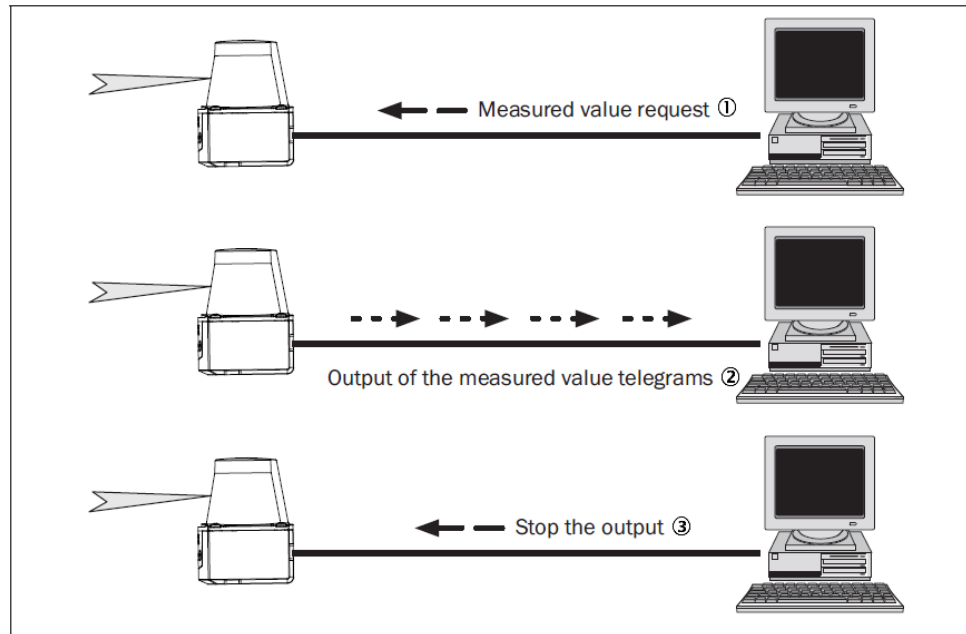 Measured value request ①
Output of the measured value telegrams ②
Stop the output ③